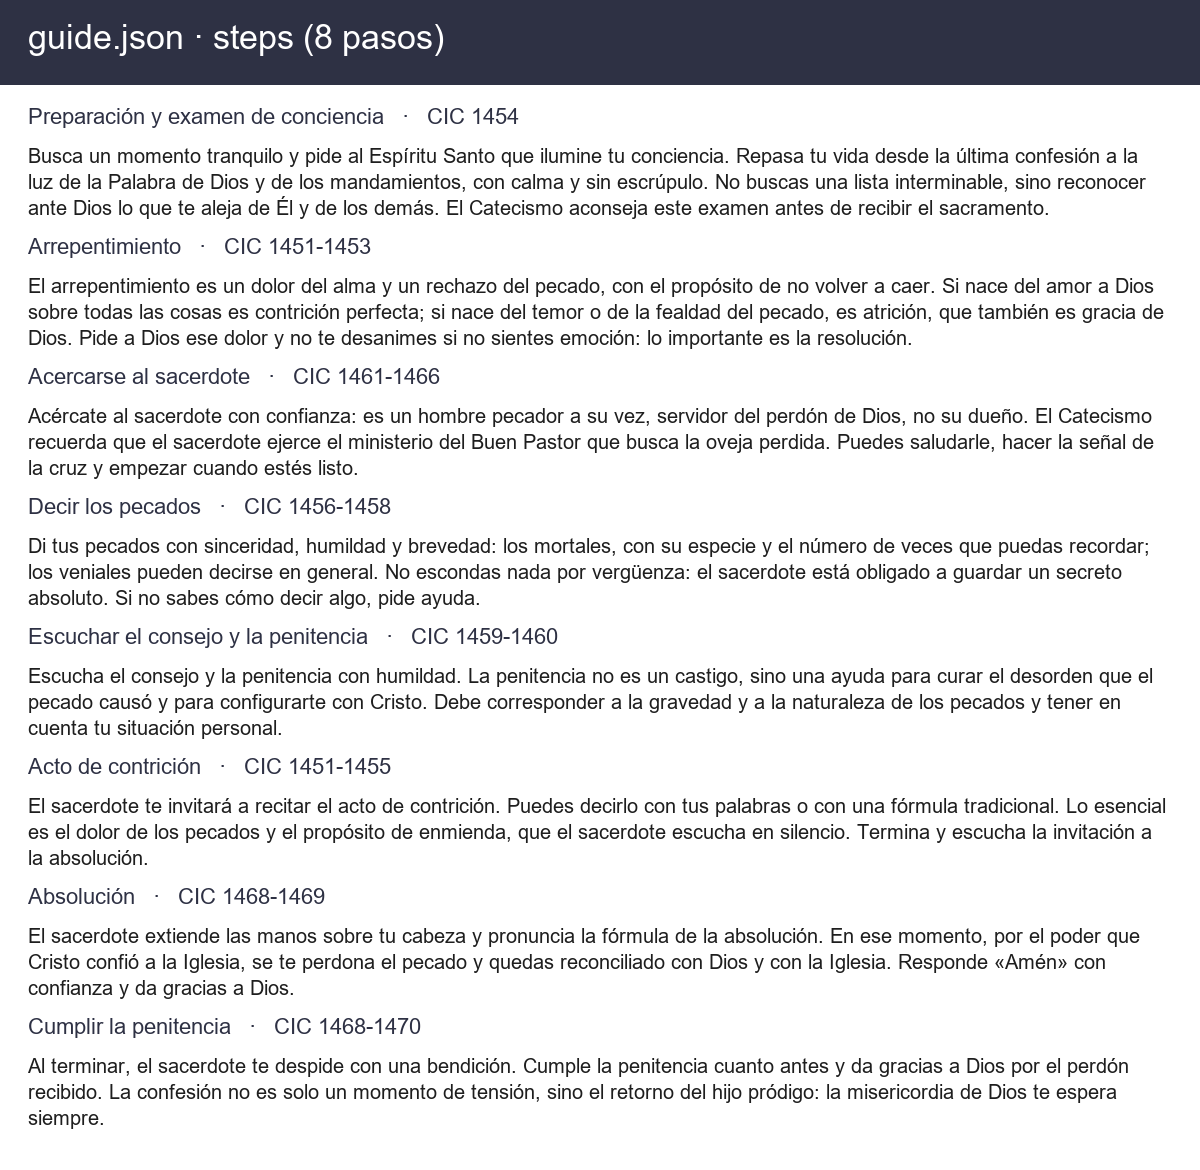 guide.json · steps (8 pasos)
Preparación y examen de conciencia · CIC 1454
Busca un momento tranquilo y pide al Espíritu Santo que ilumine tu conciencia. Repasa tu vida desde la última confesión a la
luz de la Palabra de Dios y de los mandamientos, con calma y sin escrúpulo. No buscas una lista interminable, sino reconocer
ante Dios lo que te aleja de Él y de los demás. El Catecismo aconseja este examen antes de recibir el sacramento.
Arrepentimiento · CIC 1451-1453
El arrepentimiento es un dolor del alma y un rechazo del pecado, con el propósito de no volver a caer. Si nace del amor a Dios
sobre todas las cosas es contrición perfecta; si nace del temor o de la fealdad del pecado, es atrición, que también es gracia de
Dios. Pide a Dios ese dolor y no te desanimes si no sientes emoción: lo importante es la resolución.
Acercarse al sacerdote · CIC 1461-1466
Acércate al sacerdote con confianza: es un hombre pecador a su vez, servidor del perdón de Dios, no su dueño. El Catecismo
recuerda que el sacerdote ejerce el ministerio del Buen Pastor que busca la oveja perdida. Puedes saludarle, hacer la señal de
la cruz y empezar cuando estés listo.
Decir los pecados · CIC 1456-1458
Di tus pecados con sinceridad, humildad y brevedad: los mortales, con su especie y el número de veces que puedas recordar;
los veniales pueden decirse en general. No escondas nada por vergüenza: el sacerdote está obligado a guardar un secreto
absoluto. Si no sabes cómo decir algo, pide ayuda.
Escuchar el consejo y la penitencia · CIC 1459-1460
Escucha el consejo y la penitencia con humildad. La penitencia no es un castigo, sino una ayuda para curar el desorden que el
pecado causó y para configurarte con Cristo. Debe corresponder a la gravedad y a la naturaleza de los pecados y tener en
cuenta tu situación personal.
Acto de contrición · CIC 1451-1455
El sacerdote te invitará a recitar el acto de contrición. Puedes decirlo con tus palabras o con una fórmula tradicional. Lo esencial
es el dolor de los pecados y el propósito de enmienda, que el sacerdote escucha en silencio. Termina y escucha la invitación a
la absolución.
Absolución · CIC 1468-1469
El sacerdote extiende las manos sobre tu cabeza y pronuncia la fórmula de la absolución. En ese momento, por el poder que
Cristo confió a la Iglesia, se te perdona el pecado y quedas reconciliado con Dios y con la Iglesia. Responde «Amén» con
confianza y da gracias a Dios.
Cumplir la penitencia · CIC 1468-1470
Al terminar, el sacerdote te despide con una bendición. Cumple la penitencia cuanto antes y da gracias a Dios por el perdón
recibido. La confesión no es solo un momento de tensión, sino el retorno del hijo pródigo: la misericordia de Dios te espera
siempre.